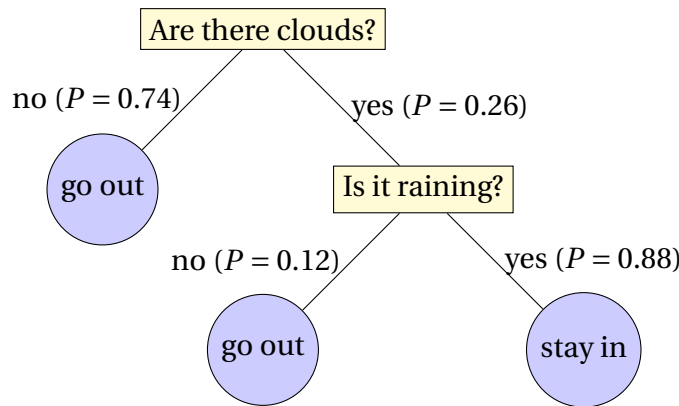 Are there clouds?
no (P = 0.74)
yes (P = 0.26)
go out
Is it raining?
no (P = 0.12)
yes (P = 0.88)
go out
stay in